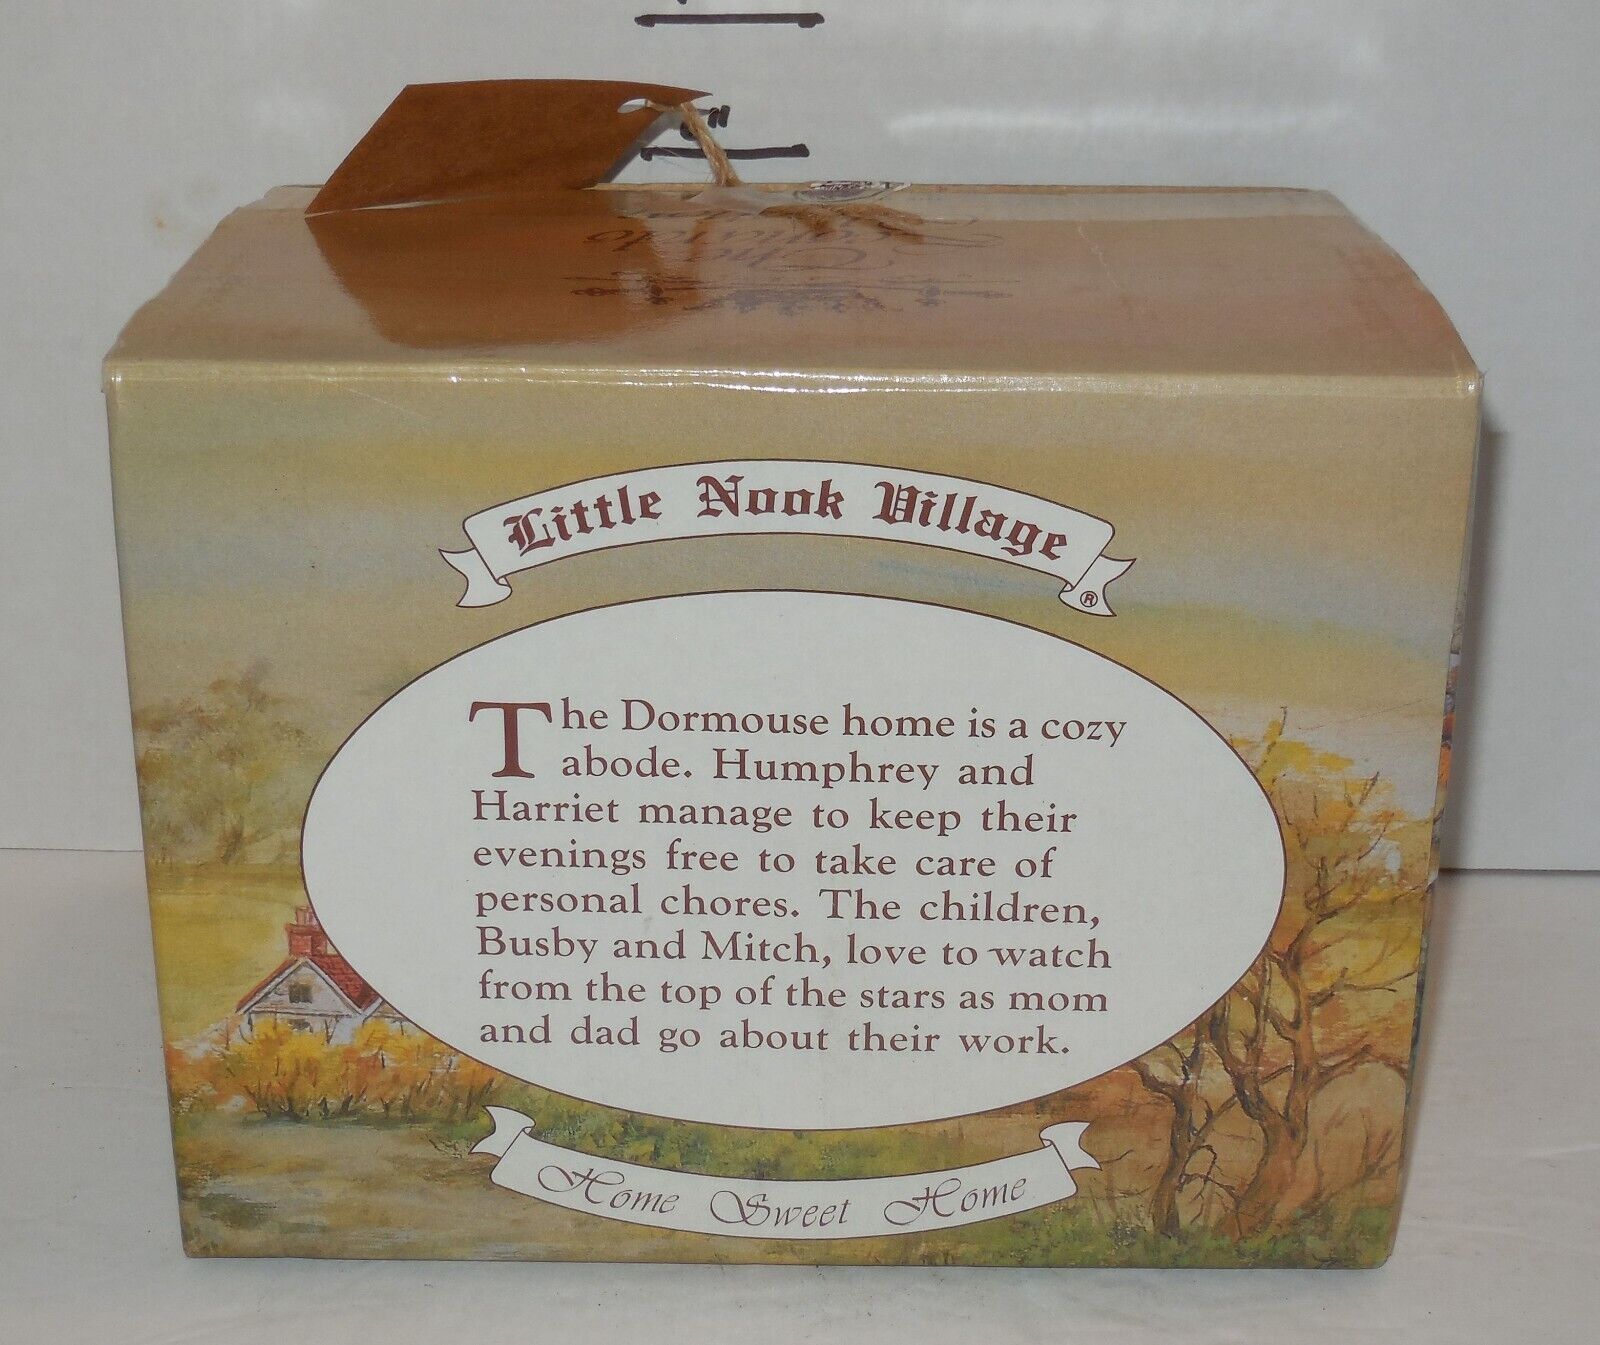 6"
The
Little Nook Village
®
The Dormouse home is a cozy
abode. Humphrey and
Harriet manage to keep their
evenings free to take care of
personal chores. The children,
Busby and Mitch, love to watch
from the top of the stars as mom
and dad go about their work.
Home Sweet Home